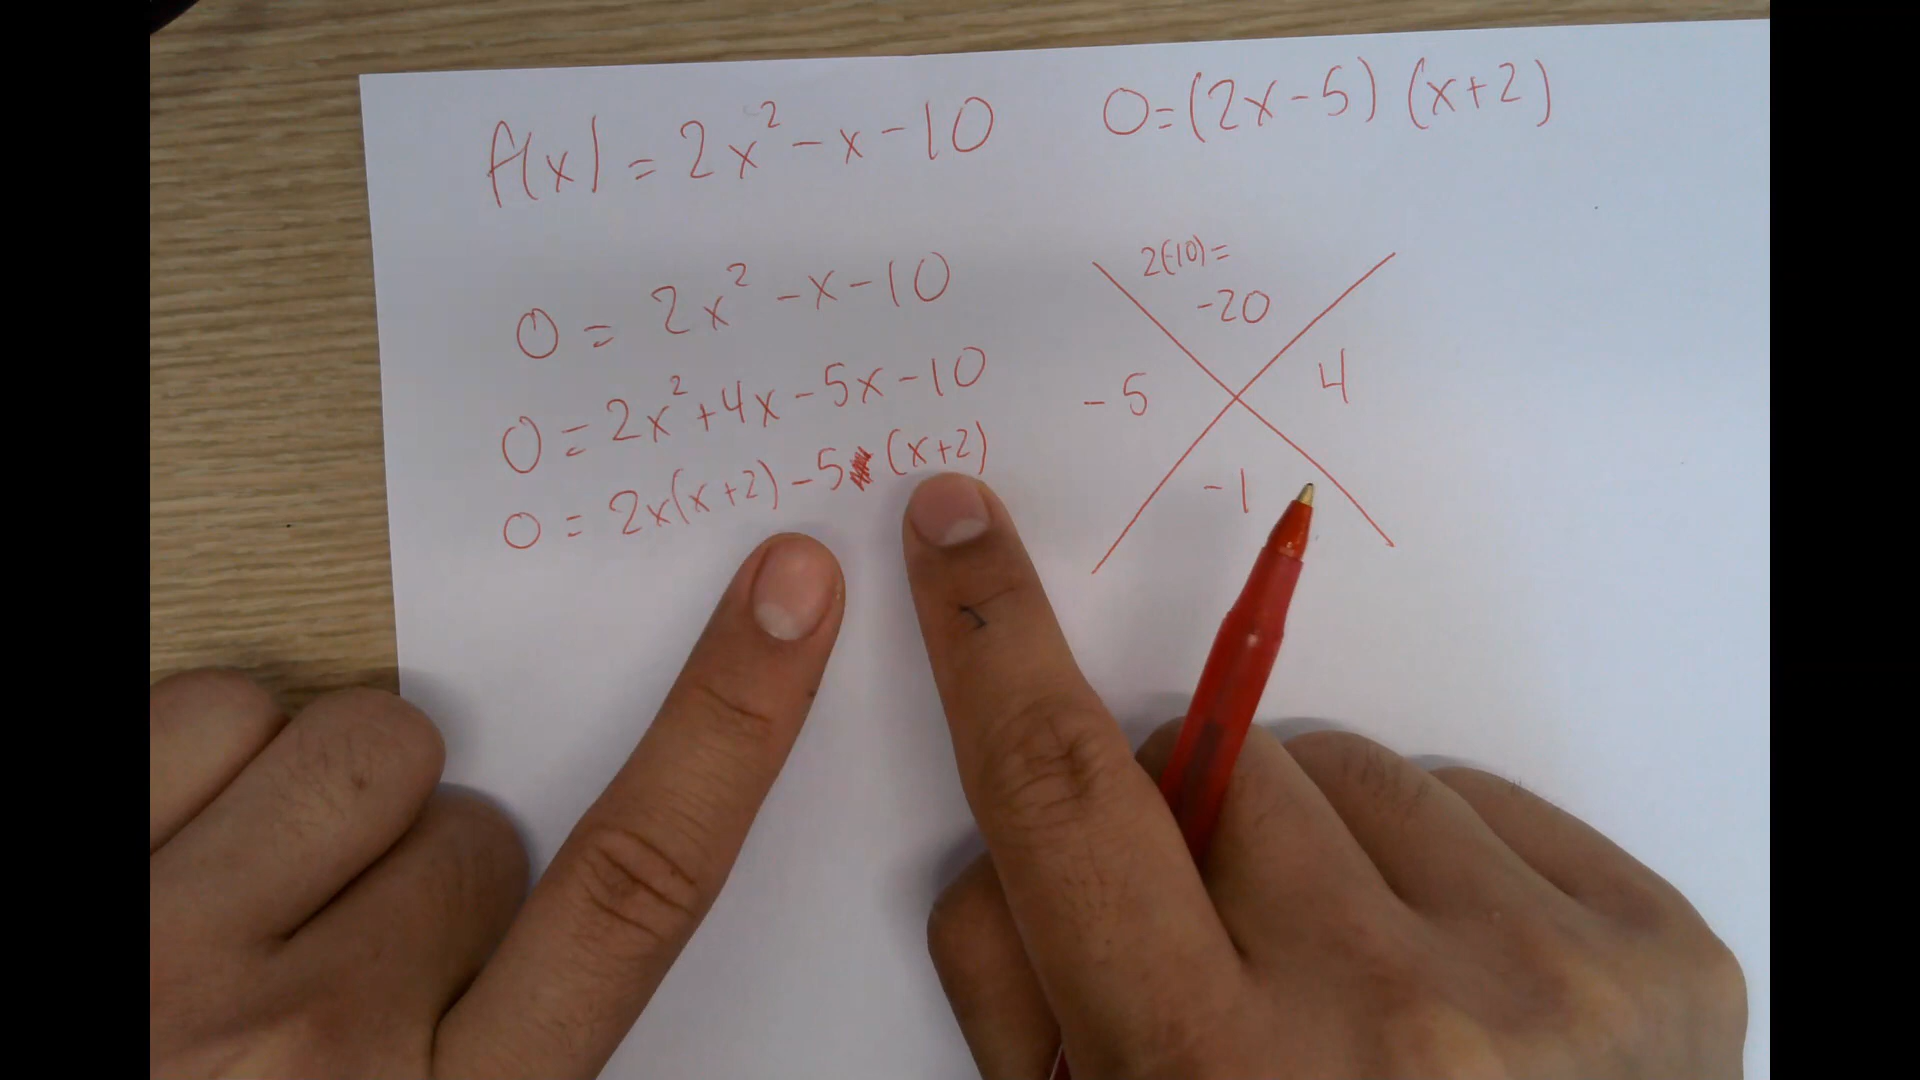 f(x) = 2x² - x - 10
0 = (2x - 5) (x + 2)
0 = 2x² - x - 10
0 = 2x² + 4x - 5x - 10
0 = 2x(x + 2) - 5 (x + 2)
2(-10) =
-20
-5
4
-1